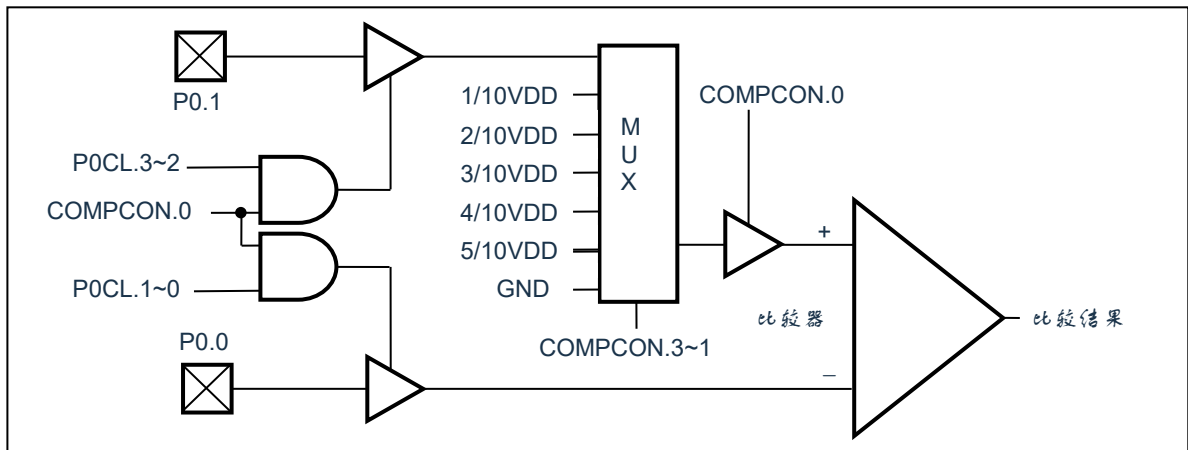 P0.1
P0CL.3~2
COMPCON.0
P0CL.1~0
P0.0
1/10VDD
2/10VDD
3/10VDD
4/10VDD
5/10VDD
GND
M
U
X
COMPCON.3~1
COMPCON.0
+
−
比较器
比较结果